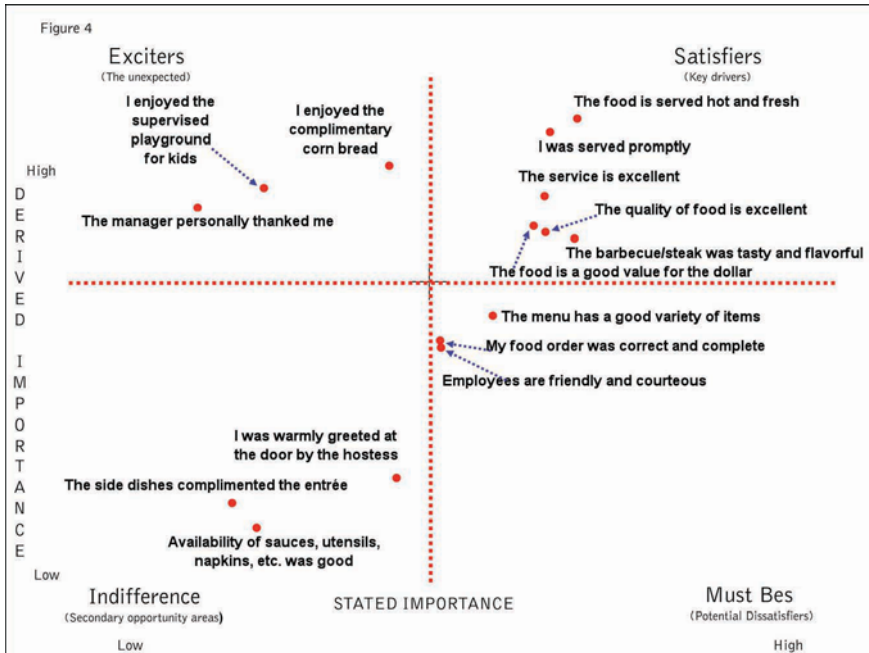 Figure 4
Exciters
(The unexpected)
Satisfiers
(Key drivers)
I enjoyed the
supervised
playground
for kids
I enjoyed the
complimentary
corn bread
The food is served hot and fresh
I was served promptly
High
The service is excellent
The manager personally thanked me
The quality of food is excellent
The barbecue/steak was tasty and flavorful
The food is a good value for the dollar
DERIVED IMPORTANCE
The menu has a good variety of items
My food order was correct and complete
Employees are friendly and courteous
I was warmly greeted at
the door by the hostess
The side dishes complimented the entrée
Availability of sauces, utensils,
napkins, etc. was good
Low
Indifference
(Secondary opportunity areas)
STATED IMPORTANCE
Must Bes
(Potential Dissatisfiers)
Low
High